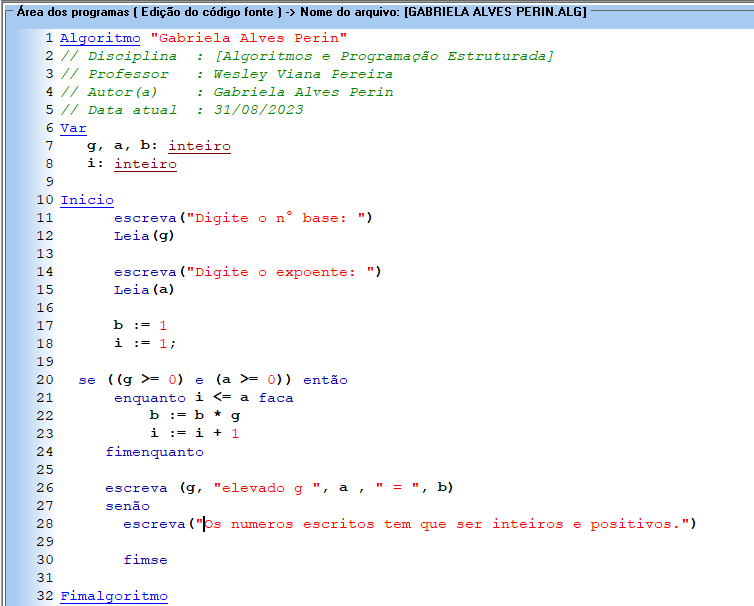 Área dos programas ( Edição do código fonte ) -> Nome do arquivo: [GABRIELA ALVES PERIN.ALG]
1 Algoritmo "Gabriela Alves Perin"
2 // Disciplina  : [Algoritmos e Programação Estruturada]
3 // Professor   : Wesley Viana Pereira
4 // Autor(a)    : Gabriela Alves Perin
5 // Data atual  : 31/08/2023
6 Var
7    g, a, b: inteiro
8    i: inteiro
9
10 Inicio
11       escreva("Digite o n° base: ")
12       Leia(g)
13
14       escreva("Digite o expoente: ")
15       Leia(a)
16
17       b := 1
18       i := 1;
19
20   se ((g >= 0) e (a >= 0)) então
21       enquanto i <= a faca
22           b := b * g
23           i := i + 1
24      fimenquanto
25
26      escreva (g, "elevado g ", a , " = ", b)
27      senão
28        escreva("Os numeros escritos tem que ser inteiros e positivos.")
29
30        fimse
31
32 Fimalgoritmo